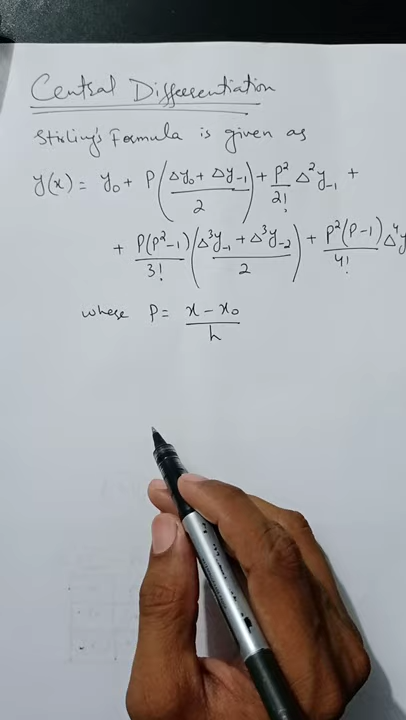 Central Differentiation
Stirling's Formula is given as
y(x) = y₀ + P((Δy₀ + Δy₋₁)/2) + P²/2! Δ²y₋₁ +
+ P(P²-1)/3! ((Δ³y₋₁ + Δ³y₋₂)/2) + P²(P-1)/4! Δ⁴y
where P = (x - x₀)/h